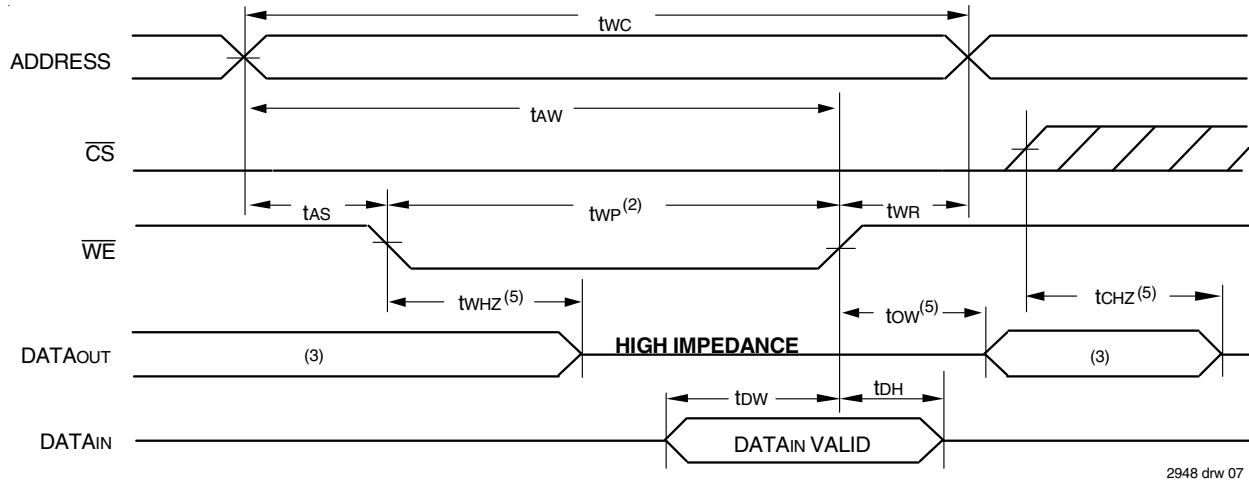 tWC
ADDRESS
tAW
CS
tAS
tWP(2)
tWR
WE
tWHZ(5)
tOW(5)
tCHZ(5)
DATAOUT
(3)
HIGH IMPEDANCE
(3)
tDW
tDH
DATAIN
DATAIN VALID
2948 drw 07